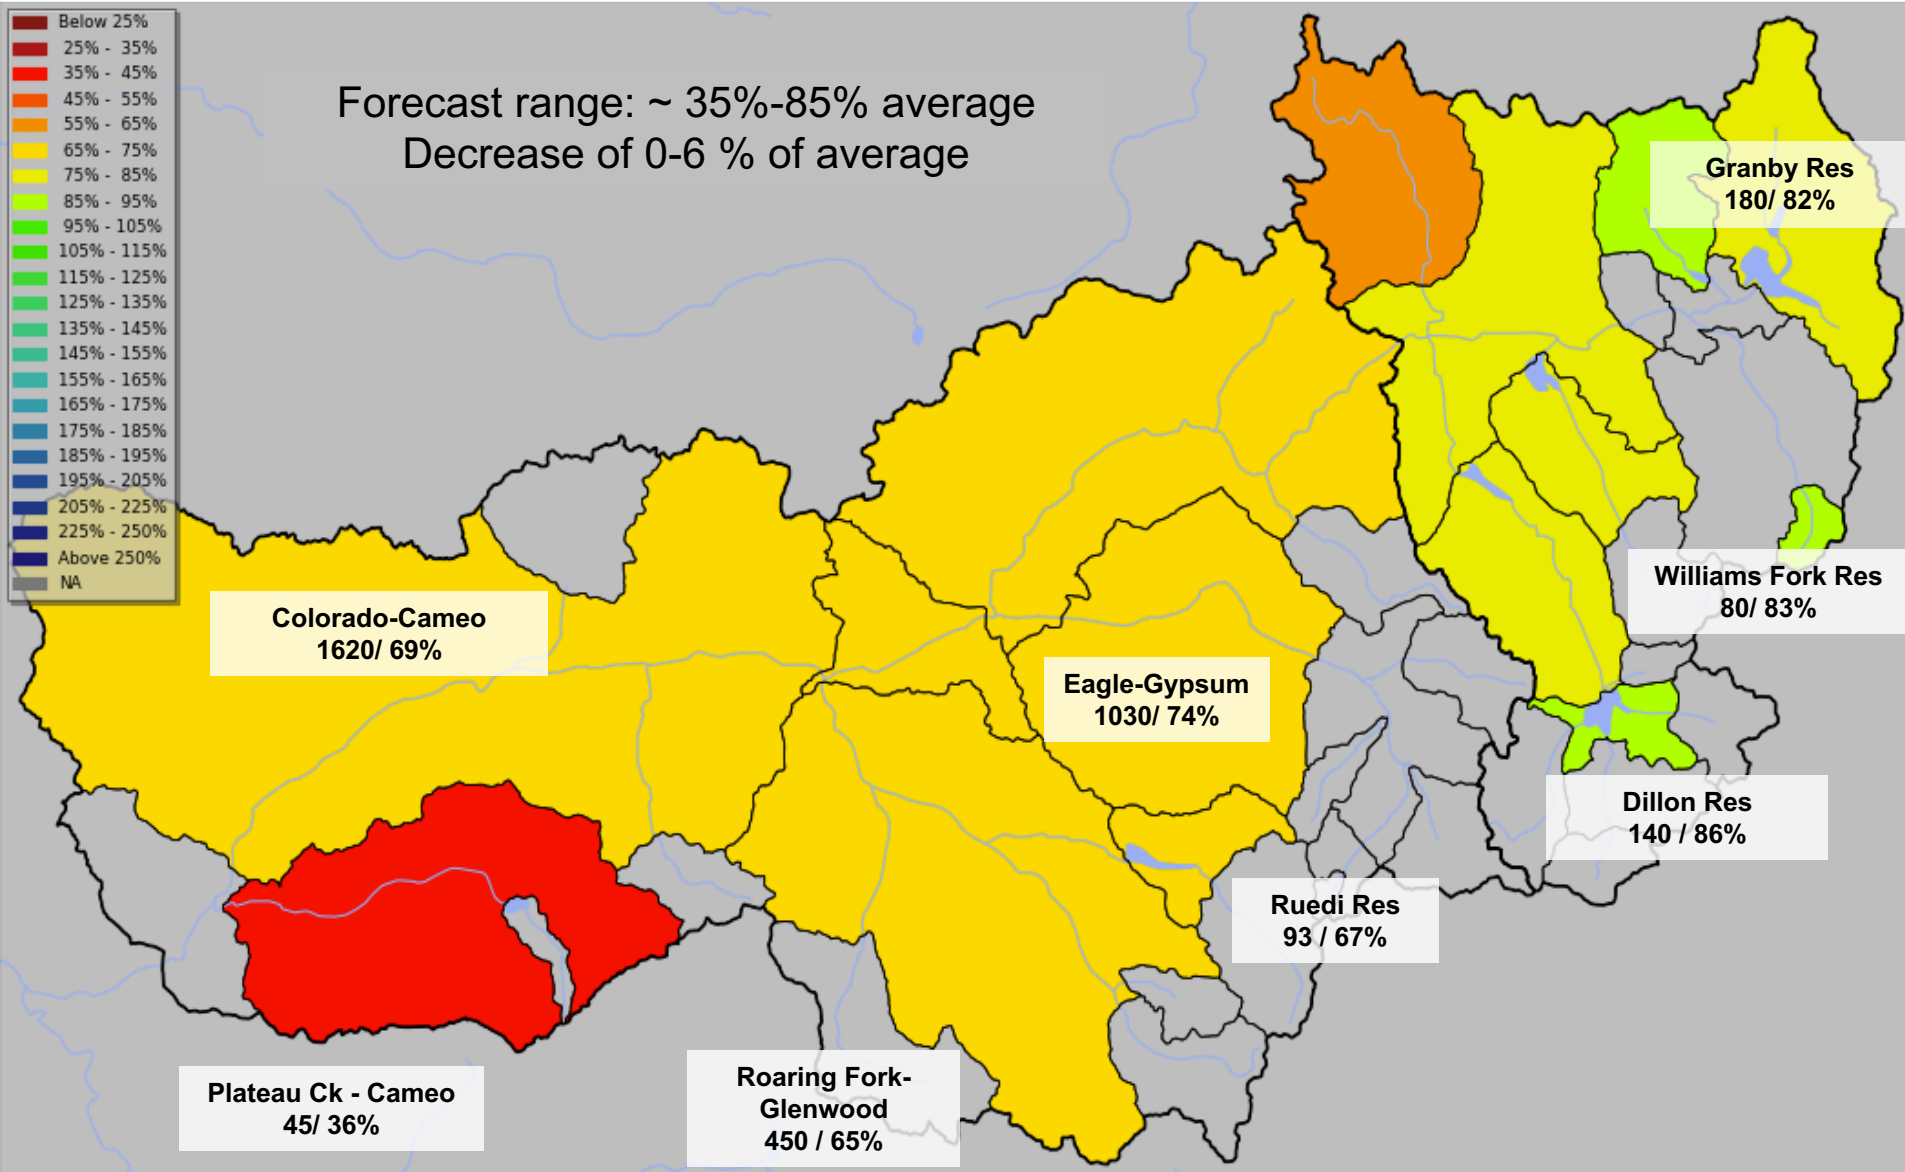 Below 25%
25% - 35%
35% - 45%
45% - 55%
55% - 65%
65% - 75%
75% - 85%
85% - 95%
95% - 105%
105% - 115%
115% - 125%
125% - 135%
135% - 145%
145% - 155%
155% - 165%
165% - 175%
175% - 185%
185% - 195%
195% - 205%
205% - 225%
225% - 250%
Above 250%
NA
Forecast range: ~ 35%-85% average
Decrease of 0-6 % of average
Granby Res
180/ 82%
Williams Fork Res
80/ 83%
Colorado-Cameo
1620/ 69%
Eagle-Gypsum
1030/ 74%
Dillon Res
140 / 86%
Ruedi Res
93 / 67%
Plateau Ck - Cameo
45/ 36%
Roaring Fork-
Glenwood
450 / 65%